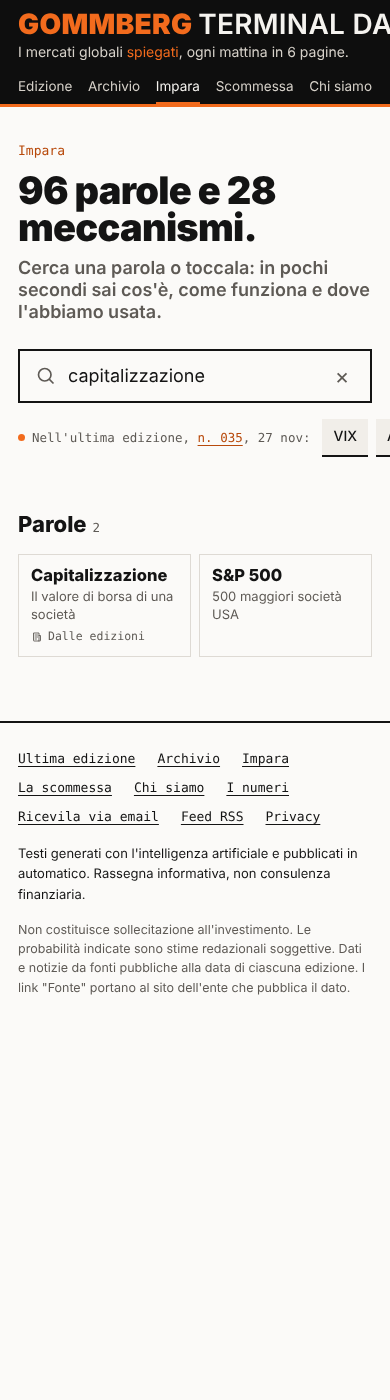 GOMMBERG TERMINAL DA
I mercati globali spiegati, ogni mattina in 6 pagine.
Edizione Archivio Impara Scommessa Chi siamo
Impara
96 parole e 28
meccanismi.
Cerca una parola o toccala: in pochi
secondi sai cos'è, come funziona e dove
l'abbiamo usata.
capitalizzazione ×
Nell'ultima edizione, n. 035, 27 nov: VIX
Parole 2
Capitalizzazione
Il valore di borsa di una
società
Dalle edizioni
S&P 500
500 maggiori società
USA
Ultima edizione Archivio Impara
La scommessa Chi siamo I numeri
Ricevila via email Feed RSS Privacy
Testi generati con l'intelligenza artificiale e pubblicati in
automatico. Rassegna informativa, non consulenza
finanziaria.
Non costituisce sollecitazione all'investimento. Le
probabilità indicate sono stime redazionali soggettive. Dati
e notizie da fonti pubbliche alla data di ciascuna edizione. I
link "Fonte" portano al sito dell'ente che pubblica il dato.